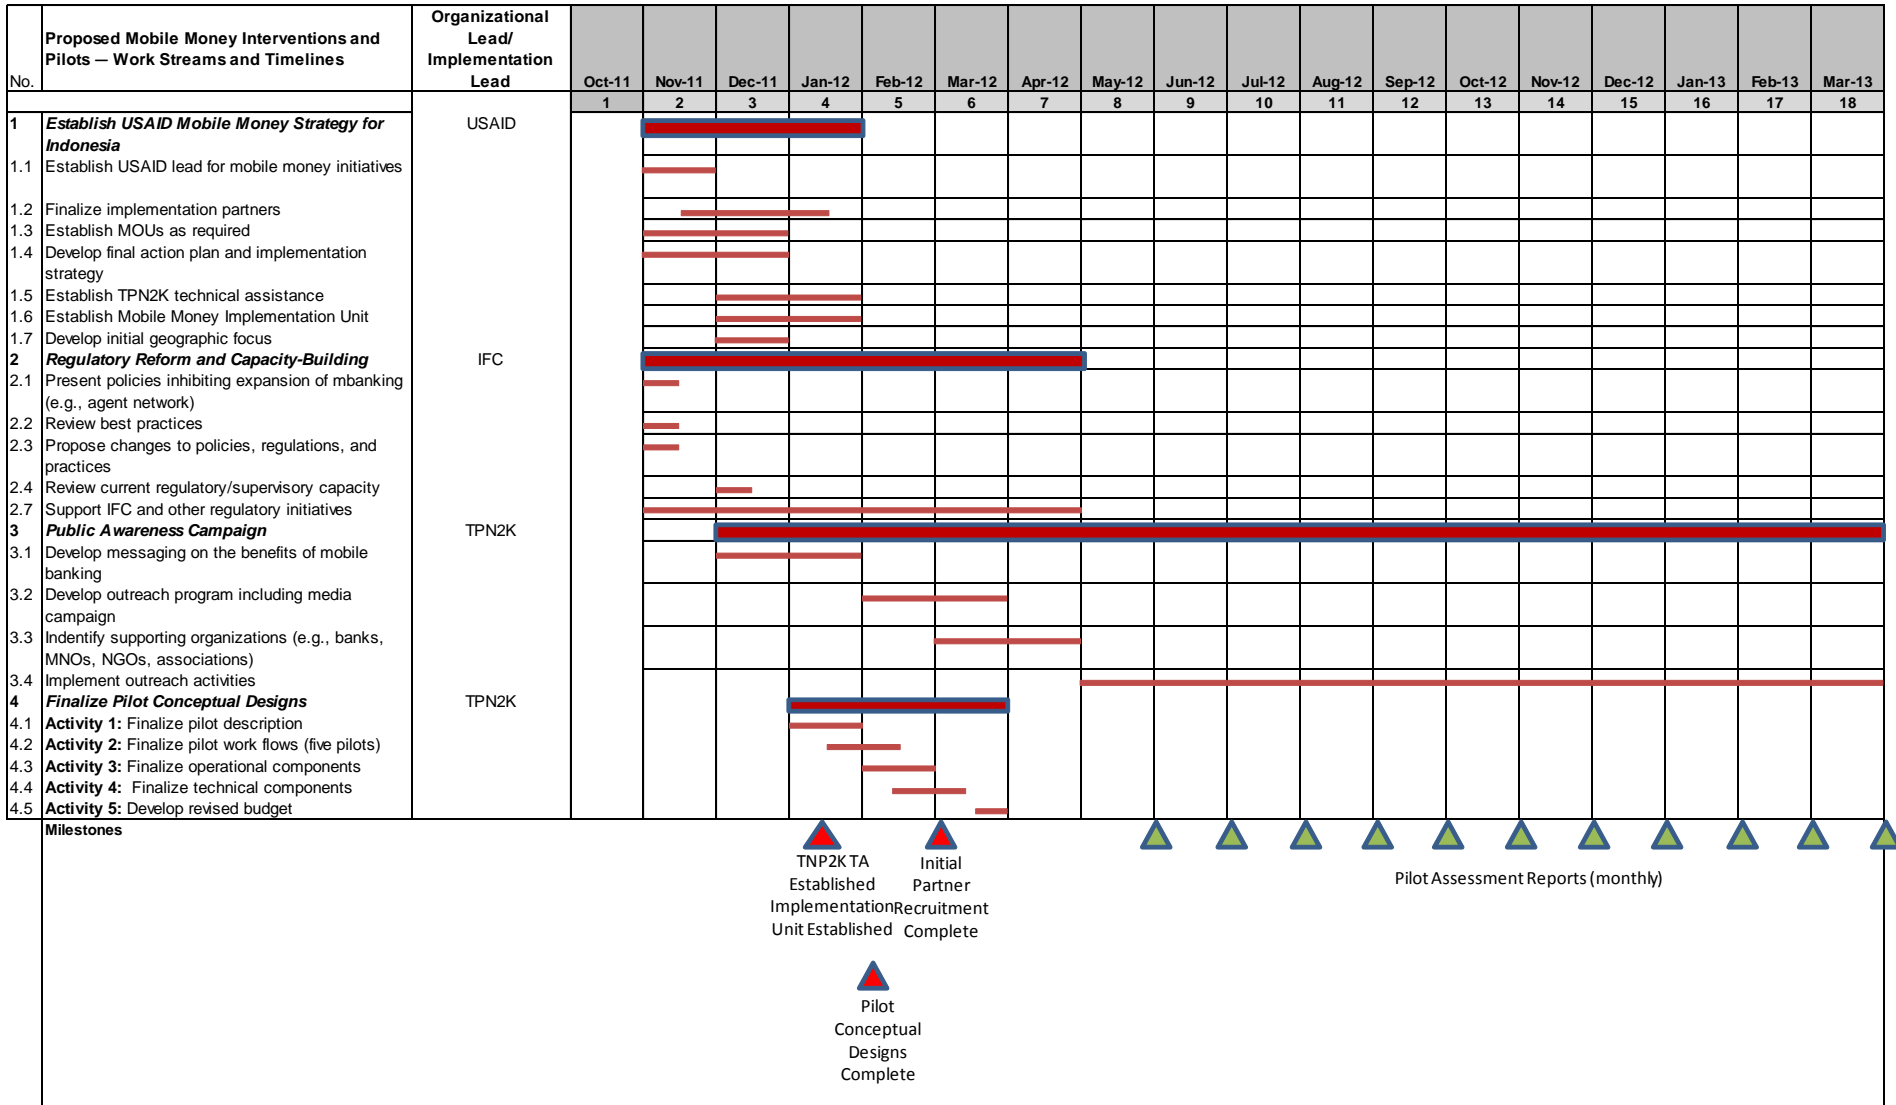 No.
Proposed Mobile Money Interventions and
Pilots — Work Streams and Timelines
Organizational
Lead/
Implementation
Lead
Oct-11 Nov-11 Dec-11 Jan-12 Feb-12 Mar-12 Apr-12 May-12 Jun-12 Jul-12 Aug-12 Sep-12 Oct-12 Nov-12 Dec-12 Jan-13 Feb-13 Mar-13
1 2 3 4 5 6 7 8 9 10 11 12 13 14 15 16 17 18
1 Establish USAID Mobile Money Strategy for USAID
Indonesia
1.1 Establish USAID lead for mobile money initiatives
1.2 Finalize implementation partners
1.3 Establish MOUs as required
1.4 Develop final action plan and implementation
strategy
1.5 Establish TPN2K technical assistance
1.6 Establish Mobile Money Implementation Unit
1.7 Develop initial geographic focus
2 Regulatory Reform and Capacity-Building IFC
2.1 Present policies inhibiting expansion of mbanking
(e.g., agent network)
2.2 Review best practices
2.3 Propose changes to policies, regulations, and
practices
2.4 Review current regulatory/supervisory capacity
2.7 Support IFC and other regulatory initiatives
3 Public Awareness Campaign TPN2K
3.1 Develop messaging on the benefits of mobile
banking
3.2 Develop outreach program including media
campaign
3.3 Indentify supporting organizations (e.g., banks,
MNOs, NGOs, associations)
3.4 Implement outreach activities
4 Finalize Pilot Conceptual Designs TPN2K
4.1 Activity 1: Finalize pilot description
4.2 Activity 2: Finalize pilot work flows (five pilots)
4.3 Activity 3: Finalize operational components
4.4 Activity 4: Finalize technical components
4.5 Activity 5: Develop revised budget
Milestones
TNP2K TA
Established
Implementation
Unit Established
Initial
Partner
Recruitment
Complete
Pilot Assessment Reports (monthly)
Pilot
Conceptual
Designs
Complete